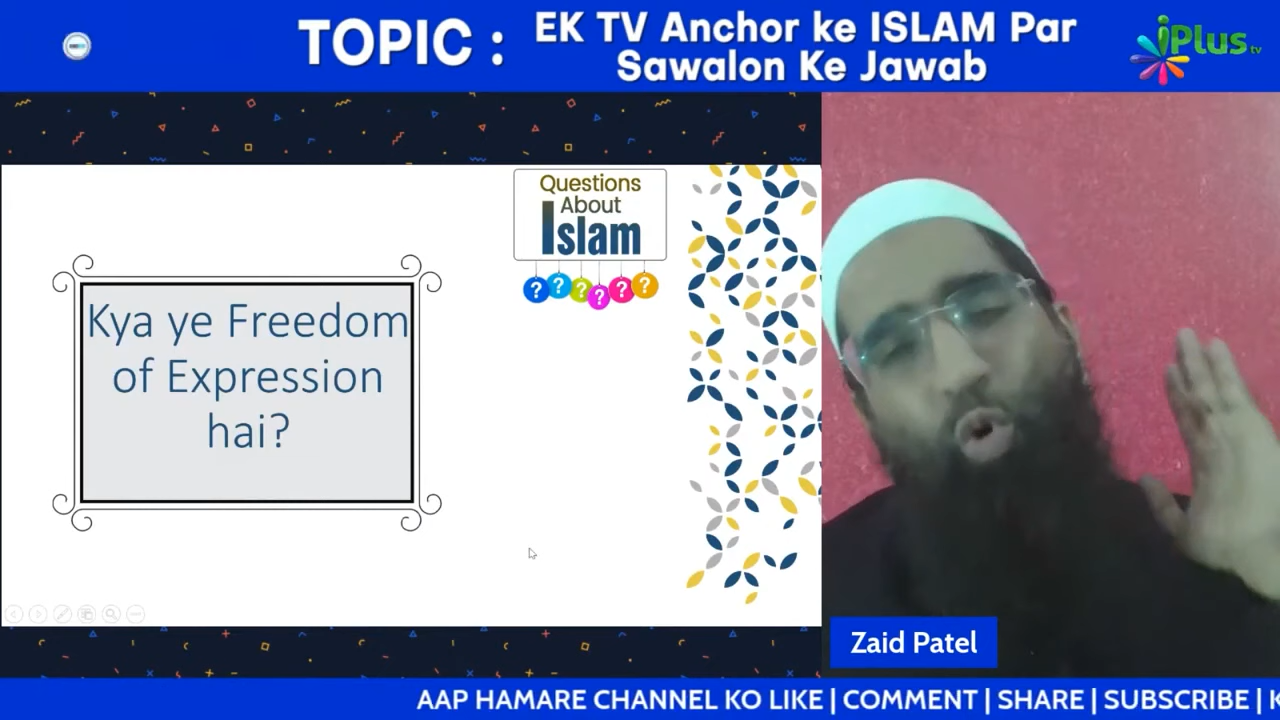 TOPIC :
EK TV Anchor ke ISLAM Par
Sawalon Ke Jawab
iPlus tv
Questions
About
Islam
? ? ? ? ? ?
Kya ye Freedom
of Expression
hai?
Zaid Patel
AAP HAMARE CHANNEL KO LIKE | COMMENT | SHARE | SUBSCRIBE | K